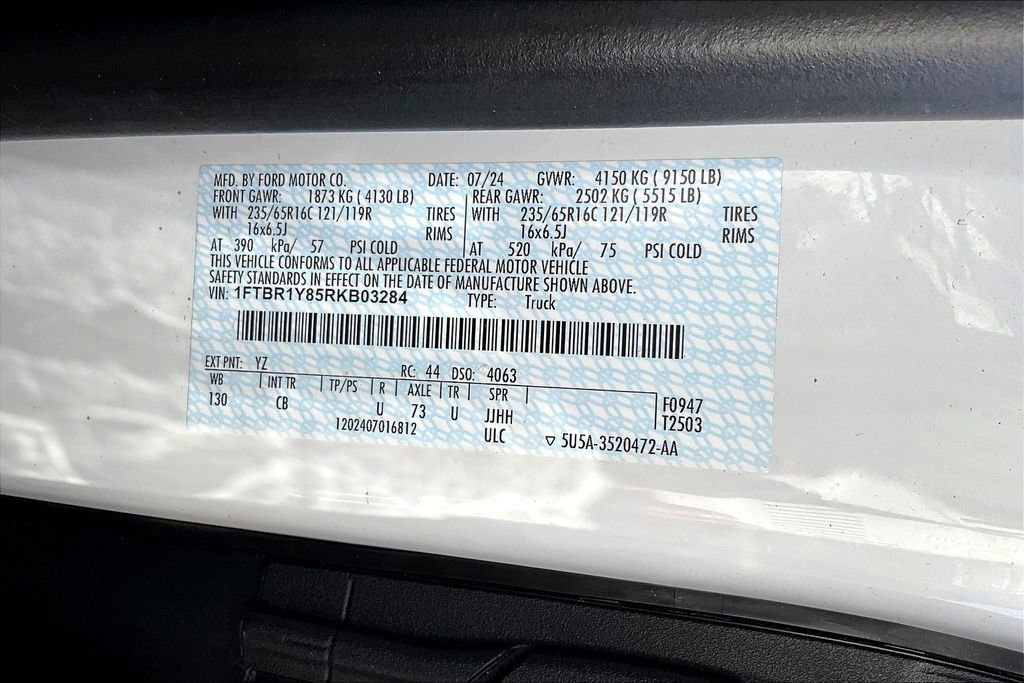 MFD. BY FORD MOTOR CO. DATE: 07/24 GVWR: 4150 KG ( 9150 LB)
FRONT GAWR: 1873 KG ( 4130 LB) REAR GAWR: 2502 KG ( 5515 LB)
WITH 235/65R16C 121/119R TIRES WITH 235/65R16C 121/119R TIRES
16x6.5J RIMS 16x6.5J RIMS
AT 390 kPa/ 57 PSI COLD AT 520 kPa/ 75 PSI COLD
THIS VEHICLE CONFORMS TO ALL APPLICABLE FEDERAL MOTOR VEHICLE
SAFETY STANDARDS IN EFFECT ON THE DATE OF MANUFACTURE SHOWN ABOVE.
VIN: 1FTBR1Y85RKB03284 TYPE: Truck
EXT PNT: YZ RC: 44 DSO: 4063
WB INT TR TP/PS R AXLE TR SPR
130 CB U 73 U JJHH F0947
1202407016812 ULC T2503
▽ 5U5A-3520472-AA